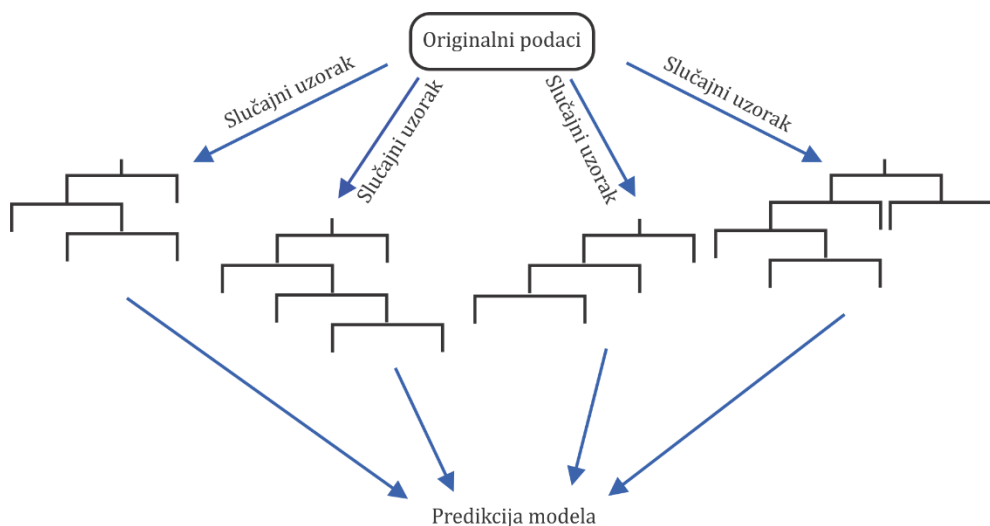 Originalni podaci
Slučajni uzorak
Slučajni uzorak
Slučajni uzorak
Slučajni uzorak
Predikcija modela